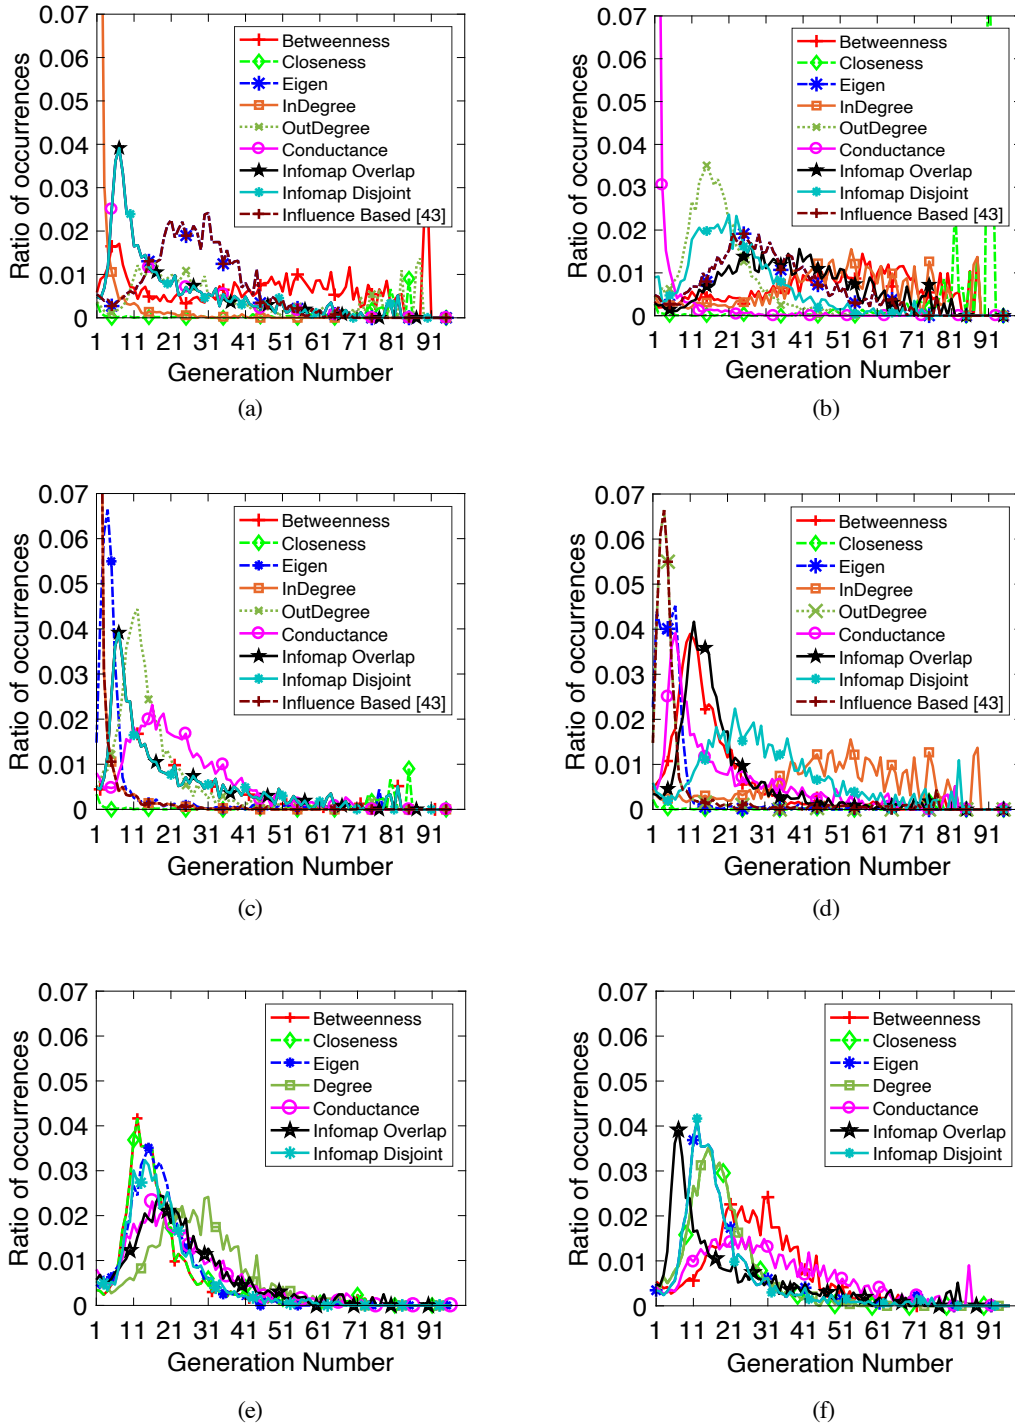 0.07
0.06
0.05
0.04
0.03
0.02
0.01
0
Ratio of occurrences
Betweenness
Closeness
Eigen
InDegree
OutDegree
Conductance
Infomap Overlap
Infomap Disjoint
Influence Based [43]
1 11 21 31 41 51 61 71 81 91
Generation Number
(a)
0.07
0.06
0.05
0.04
0.03
0.02
0.01
0
Ratio of occurrences
Betweenness
Closeness
Eigen
InDegree
OutDegree
Conductance
Infomap Overlap
Infomap Disjoint
Influence Based [43]
1 11 21 31 41 51 61 71 81 91
Generation Number
(b)
0.07
0.06
0.05
0.04
0.03
0.02
0.01
0
Ratio of occurrences
Betweenness
Closeness
Eigen
InDegree
OutDegree
Conductance
Infomap Overlap
Infomap Disjoint
Influence Based [43]
1 11 21 31 41 51 61 71 81 91
Generation Number
(c)
0.07
0.06
0.05
0.04
0.03
0.02
0.01
0
Ratio of occurrences
Betweenness
Closeness
Eigen
InDegree
OutDegree
Conductance
Infomap Overlap
Infomap Disjoint
Influence Based [43]
1 11 21 31 41 51 61 71 81 91
Generation Number
(d)
0.07
0.06
0.05
0.04
0.03
0.02
0.01
0
Ratio of occurrences
Betweenness
Closeness
Eigen
Degree
Conductance
Infomap Overlap
Infomap Disjoint
1 11 21 31 41 51 61 71 81 91
Generation Number
(e)
0.07
0.06
0.05
0.04
0.03
0.02
0.01
0
Ratio of occurrences
Betweenness
Closeness
Eigen
Degree
Conductance
Infomap Overlap
Infomap Disjoint
1 11 21 31 41 51 61 71 81 91
Generation Number
(f)